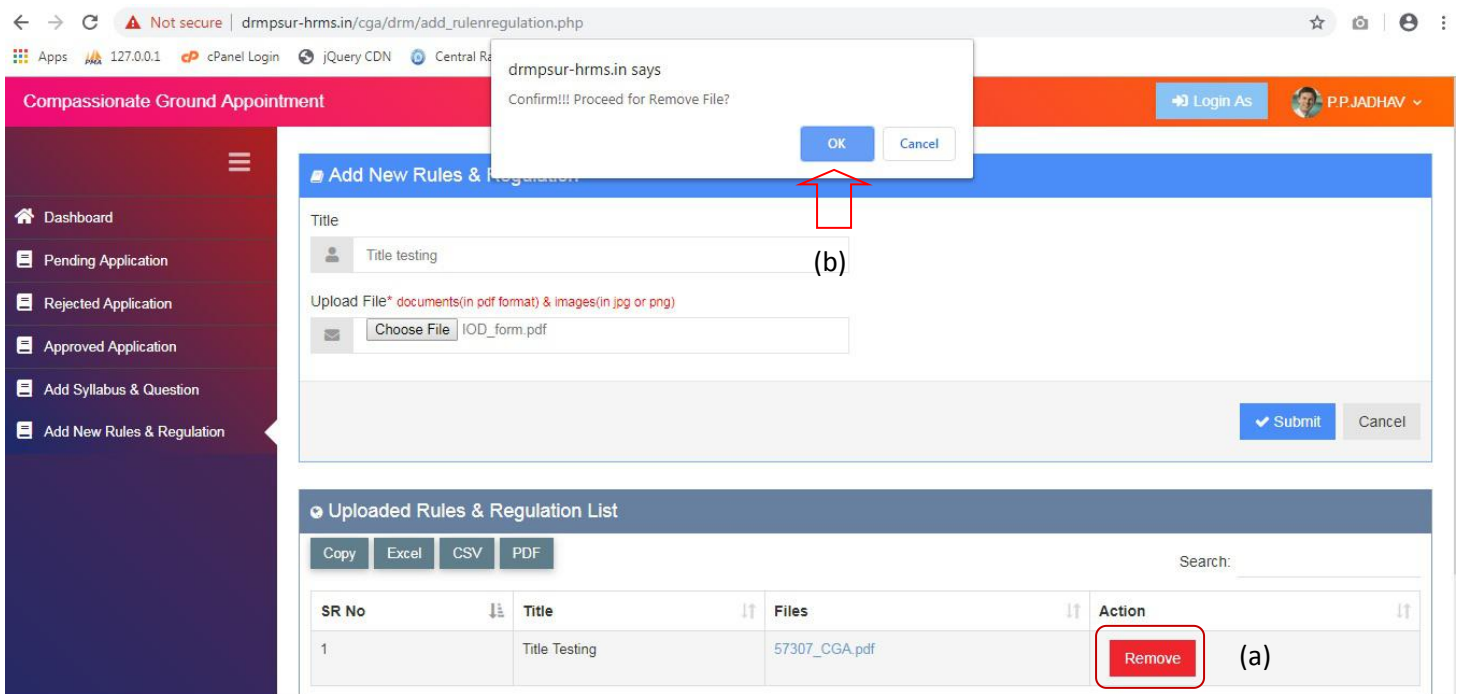 Not secure | drmpsur-hrms.in/cga/drm/add_rulenregulation.php
Apps 127.0.0.1 cPanel Login jQuery CDN Central Ra
drmpsur-hrms.in says
Confirm!!! Proceed for Remove File?
OK Cancel
Compassionate Ground Appointment Login As P.P.JADHAV
Add New Rules & Regulation
Dashboard
Pending Application
Rejected Application
Approved Application
Add Syllabus & Question
Add New Rules & Regulation
Title
Title testing
(b)
Upload File* documents(in pdf format) & images(in jpg or png)
Choose File IOD_form.pdf
Submit Cancel
Uploaded Rules & Regulation List
Copy Excel CSV PDF
Search:
SR No Title Files Action
1 Title Testing 57307_CGA.pdf Remove (a)